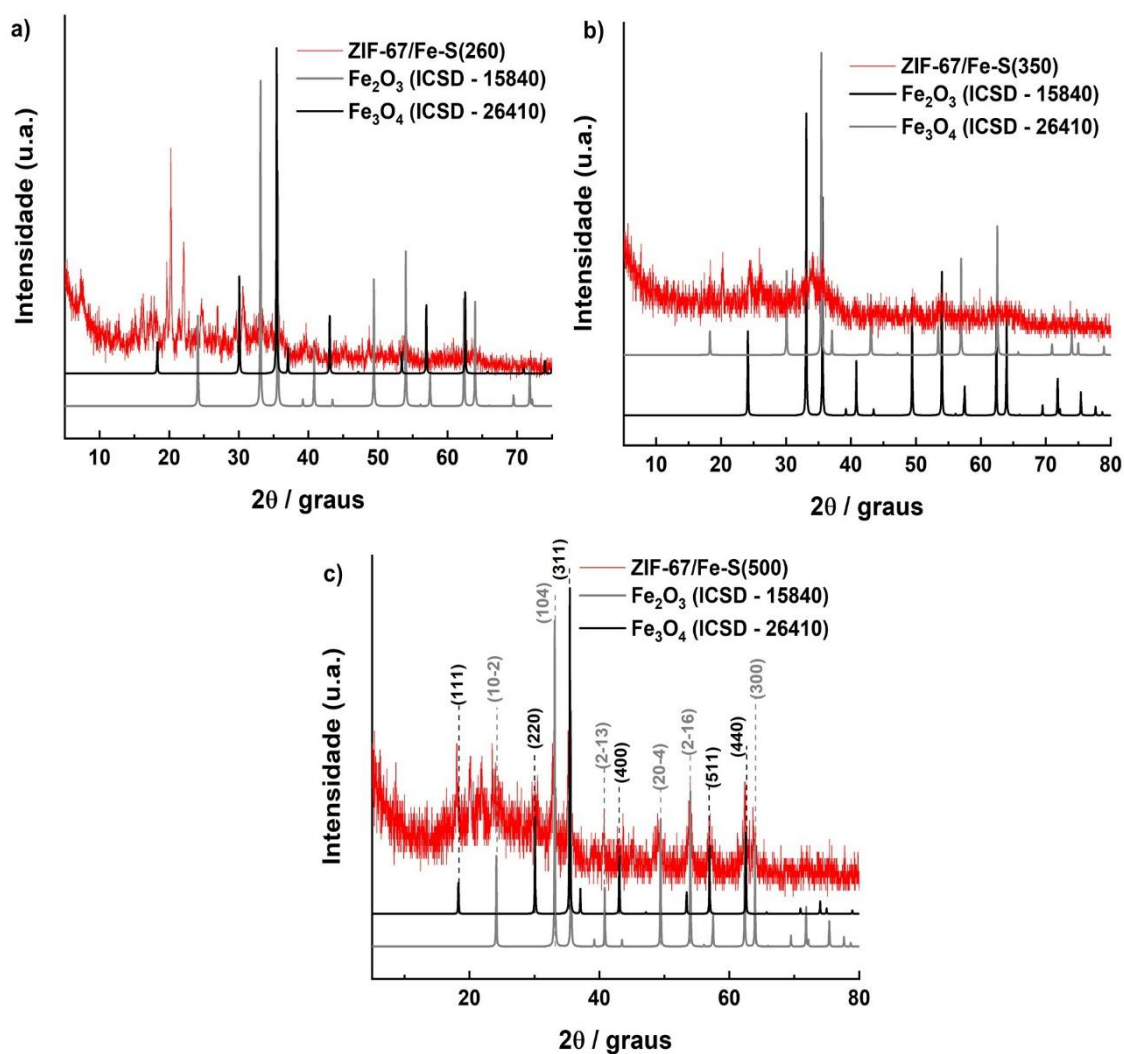 a)
ZIF-67/Fe-S(260)
Fe₂O₃ (ICSD - 15840)
Fe₃O₄ (ICSD - 26410)
Intensidade (u.a.)
10 20 30 40 50 60 70
2θ / graus
b)
ZIF-67/Fe-S(350)
Fe₂O₃ (ICSD - 15840)
Fe₃O₄ (ICSD - 26410)
Intensidade (u.a.)
10 20 30 40 50 60 70 80
2θ / graus
c)
ZIF-67/Fe-S(500)
Fe₂O₃ (ICSD - 15840)
Fe₃O₄ (ICSD - 26410)
Intensidade (u.a.)
(111)
(10-2)
(220)
(104)
(311)
(2-13)
(400)
(20-4)
(2-16)
(511)
(440)
(300)
20 40 60 80
2θ / graus